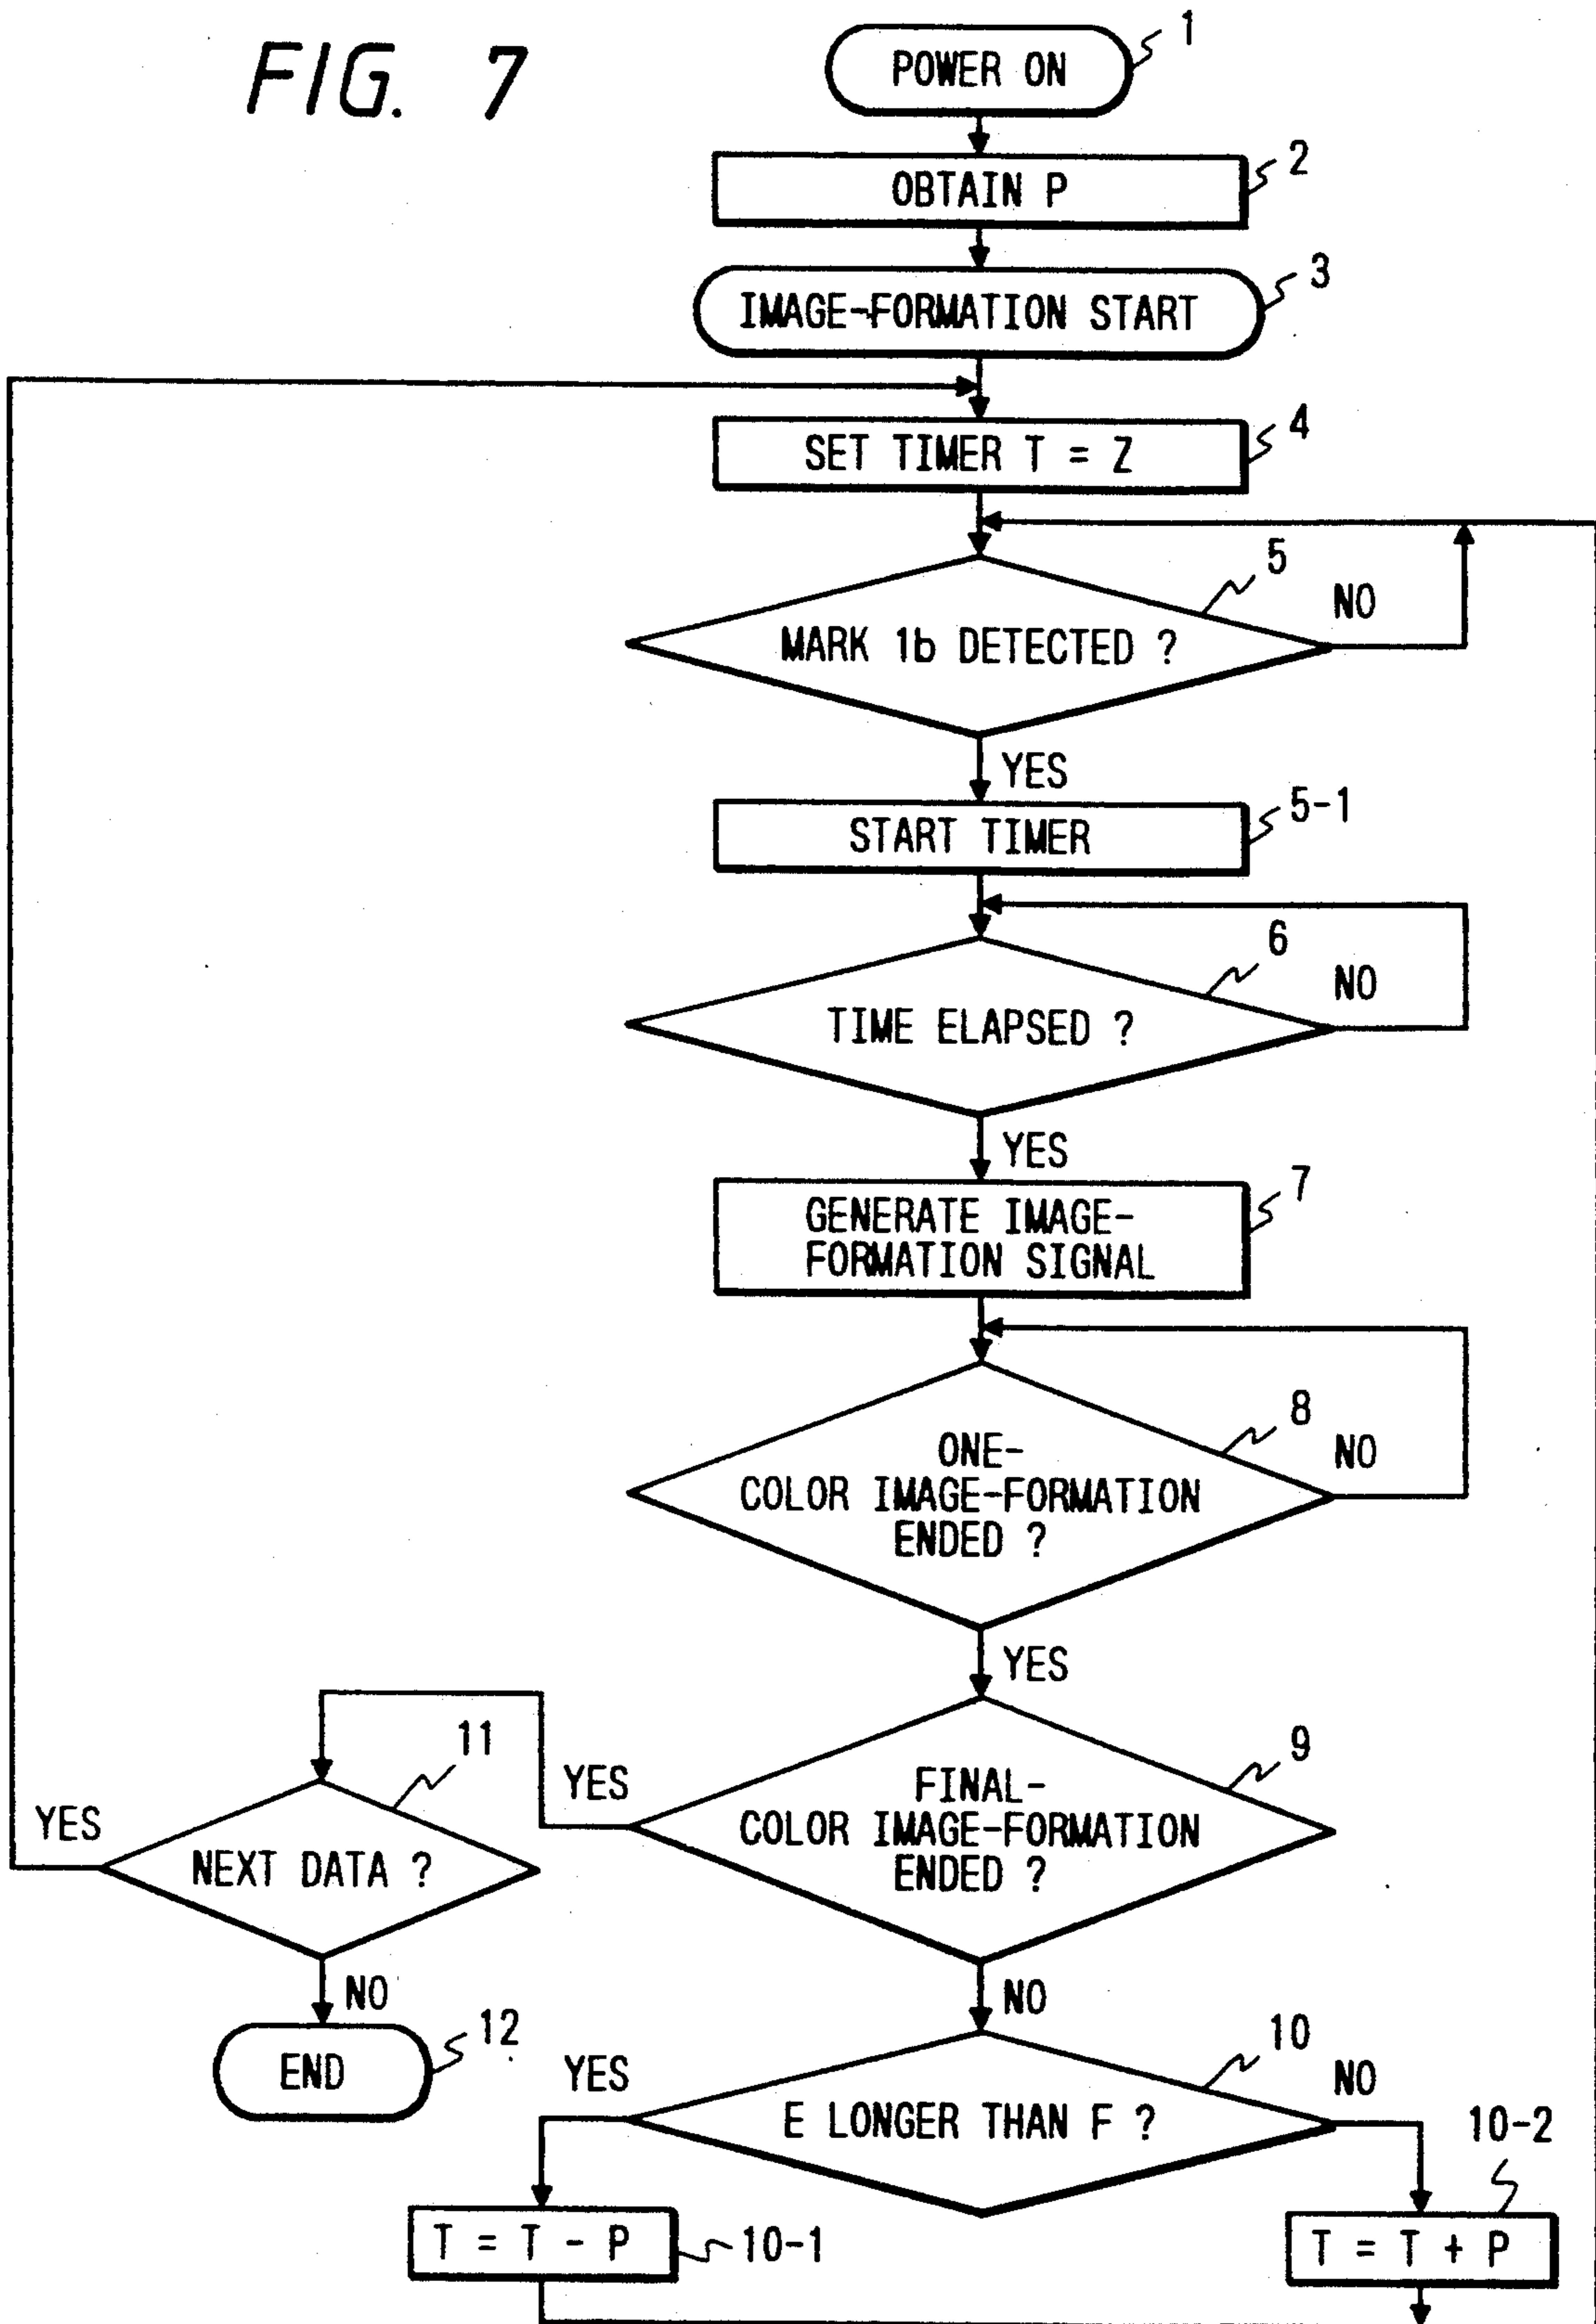 FIG. 7
POWER ON
1
OBTAIN P
2
IMAGE-FORMATION START
3
SET TIMER T = Z
4
5
NO
MARK 1b DETECTED ?
YES
START TIMER
5-1
6
NO
TIME ELAPSED ?
YES
GENERATE IMAGE-
FORMATION SIGNAL
7
8
NO
ONE-
COLOR IMAGE-FORMATION
ENDED ?
YES
9
FINAL-
COLOR IMAGE-FORMATION
ENDED ?
YES
11
YES
NEXT DATA ?
NO
END
12
NO
10
YES
NO
E LONGER THAN F ?
10-2
T = T - P
10-1
T = T + P